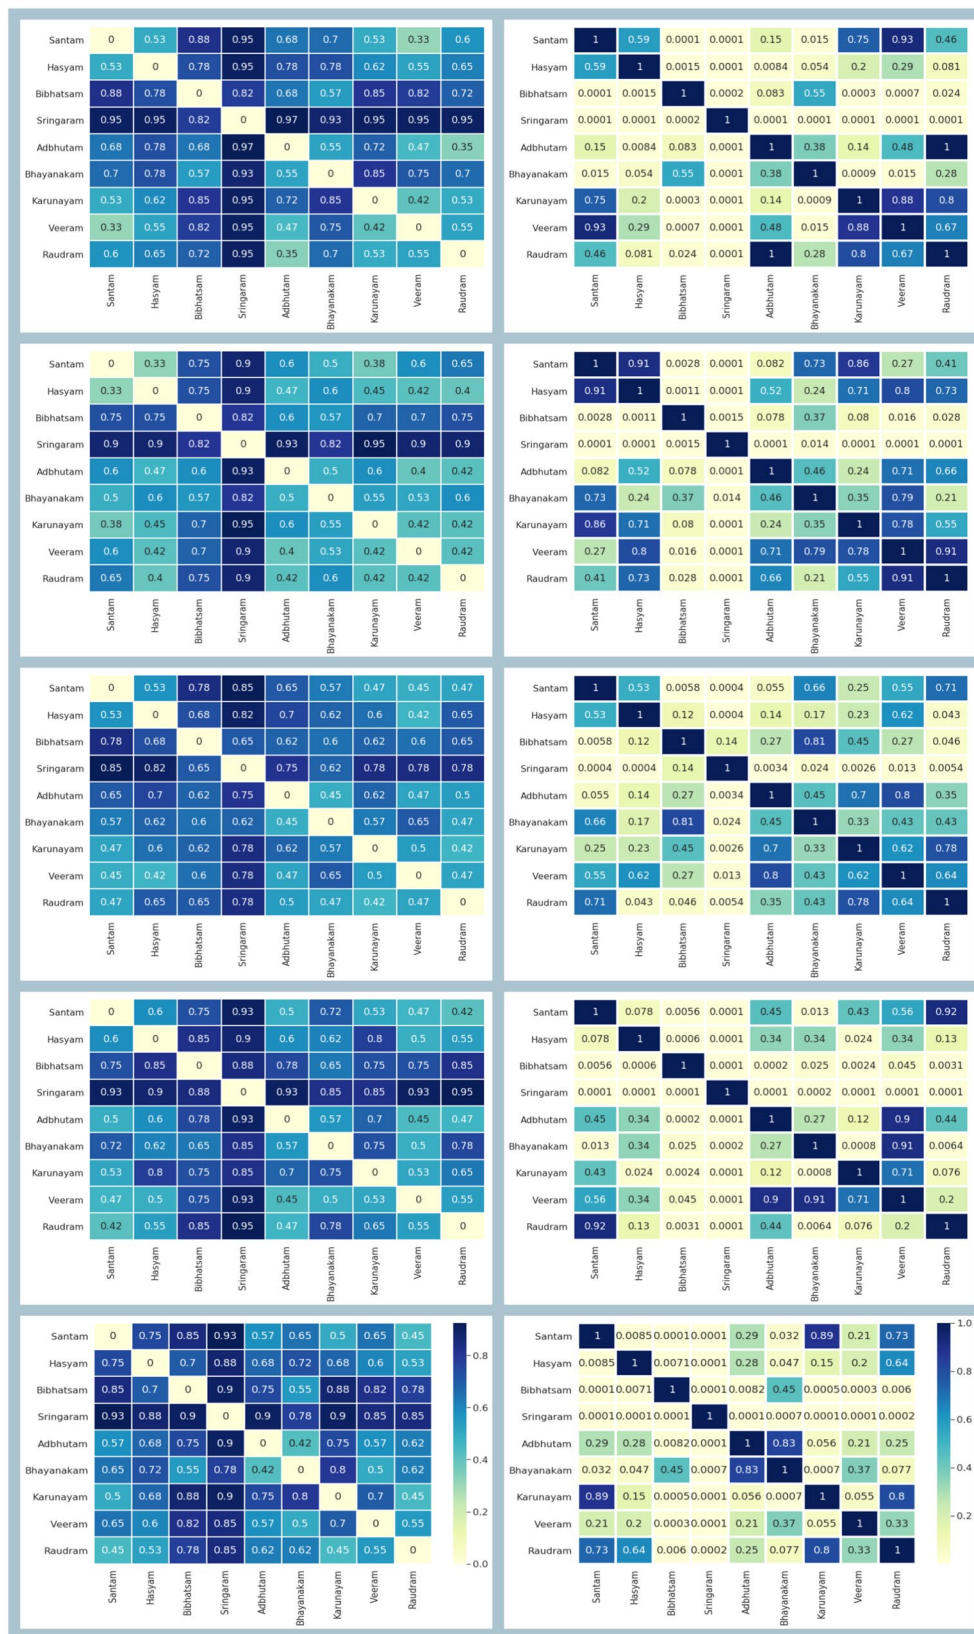 Santam 0 0.53 0.88 0.95 0.68 0.7 0.53 0.33 0.6
Hasyam 0.53 0 0.78 0.95 0.78 0.78 0.62 0.55 0.65
Bibhatsam 0.88 0.78 0 0.82 0.68 0.57 0.85 0.82 0.72
Sringaram 0.95 0.95 0.82 0 0.97 0.93 0.95 0.95 0.95
Adbhutam 0.68 0.78 0.68 0.97 0 0.55 0.72 0.47 0.35
Bhayanakam 0.7 0.78 0.57 0.93 0.55 0 0.85 0.75 0.7
Karunayam 0.53 0.62 0.85 0.95 0.72 0.85 0 0.42 0.53
Veeram 0.33 0.55 0.82 0.95 0.47 0.75 0.42 0 0.55
Raudram 0.6 0.65 0.72 0.95 0.35 0.7 0.53 0.55 0
Santam Hasyam Bibhatsam Sringaram Adbhutam Bhayanakam Karunayam Veeram Raudram
Santam 1 0.59 0.0001 0.0001 0.15 0.015 0.75 0.93 0.46
Hasyam 0.59 1 0.0015 0.0001 0.0084 0.054 0.2 0.29 0.081
Bibhatsam 0.0001 0.0015 1 0.0002 0.083 0.55 0.0003 0.0007 0.024
Sringaram 0.0001 0.0001 0.0002 1 0.0001 0.0001 0.0001 0.0001 0.0001
Adbhutam 0.15 0.0084 0.083 0.0001 1 0.38 0.14 0.48 1
Bhayanakam 0.015 0.054 0.55 0.0001 0.38 1 0.0009 0.015 0.28
Karunayam 0.75 0.2 0.0003 0.0001 0.14 0.0009 1 0.88 0.8
Veeram 0.93 0.29 0.0007 0.0001 0.48 0.015 0.88 1 0.67
Raudram 0.46 0.081 0.024 0.0001 1 0.28 0.8 0.67 1
Santam Hasyam Bibhatsam Sringaram Adbhutam Bhayanakam Karunayam Veeram Raudram
Santam 0 0.33 0.75 0.9 0.6 0.5 0.38 0.6 0.65
Hasyam 0.33 0 0.75 0.9 0.47 0.6 0.45 0.42 0.4
Bibhatsam 0.75 0.75 0 0.82 0.6 0.57 0.7 0.7 0.75
Sringaram 0.9 0.9 0.82 0 0.93 0.82 0.95 0.9 0.9
Adbhutam 0.6 0.47 0.6 0.93 0 0.5 0.6 0.4 0.42
Bhayanakam 0.5 0.6 0.57 0.82 0.5 0 0.55 0.53 0.6
Karunayam 0.38 0.45 0.7 0.95 0.6 0.55 0 0.42 0.42
Veeram 0.6 0.42 0.7 0.9 0.4 0.53 0.42 0 0.42
Raudram 0.65 0.4 0.75 0.9 0.42 0.6 0.42 0.42 0
Santam Hasyam Bibhatsam Sringaram Adbhutam Bhayanakam Karunayam Veeram Raudram
Santam 1 0.91 0.0028 0.0001 0.082 0.73 0.86 0.27 0.41
Hasyam 0.91 1 0.0011 0.0001 0.52 0.24 0.71 0.8 0.73
Bibhatsam 0.0028 0.0011 1 0.0015 0.078 0.37 0.08 0.016 0.028
Sringaram 0.0001 0.0001 0.0015 1 0.0001 0.014 0.0001 0.0001 0.0001
Adbhutam 0.082 0.52 0.078 0.0001 1 0.46 0.24 0.71 0.66
Bhayanakam 0.73 0.24 0.37 0.014 0.46 1 0.35 0.79 0.21
Karunayam 0.86 0.71 0.08 0.0001 0.24 0.35 1 0.78 0.55
Veeram 0.27 0.8 0.016 0.0001 0.71 0.79 0.78 1 0.91
Raudram 0.41 0.73 0.028 0.0001 0.66 0.21 0.55 0.91 1
Santam Hasyam Bibhatsam Sringaram Adbhutam Bhayanakam Karunayam Veeram Raudram
Santam 0 0.53 0.78 0.85 0.65 0.57 0.47 0.45 0.47
Hasyam 0.53 0 0.68 0.82 0.7 0.62 0.6 0.42 0.65
Bibhatsam 0.78 0.68 0 0.65 0.62 0.6 0.62 0.6 0.65
Sringaram 0.85 0.82 0.65 0 0.75 0.62 0.78 0.78 0.78
Adbhutam 0.65 0.7 0.62 0.75 0 0.45 0.62 0.47 0.5
Bhayanakam 0.57 0.62 0.6 0.62 0.45 0 0.57 0.65 0.47
Karunayam 0.47 0.6 0.62 0.78 0.62 0.57 0 0.5 0.42
Veeram 0.45 0.42 0.6 0.78 0.47 0.65 0.5 0 0.47
Raudram 0.47 0.65 0.65 0.78 0.5 0.47 0.42 0.47 0
Santam Hasyam Bibhatsam Sringaram Adbhutam Bhayanakam Karunayam Veeram Raudram
Santam 1 0.53 0.0058 0.0004 0.055 0.66 0.25 0.55 0.71
Hasyam 0.53 1 0.12 0.0004 0.14 0.17 0.23 0.62 0.043
Bibhatsam 0.0058 0.12 1 0.14 0.27 0.81 0.45 0.27 0.046
Sringaram 0.0004 0.0004 0.14 1 0.0034 0.024 0.0026 0.013 0.0054
Adbhutam 0.055 0.14 0.27 0.0034 1 0.45 0.7 0.8 0.35
Bhayanakam 0.66 0.17 0.81 0.024 0.45 1 0.33 0.43 0.43
Karunayam 0.25 0.23 0.45 0.0026 0.7 0.33 1 0.62 0.78
Veeram 0.55 0.62 0.27 0.013 0.8 0.43 0.62 1 0.64
Raudram 0.71 0.043 0.046 0.0054 0.35 0.43 0.78 0.64 1
Santam Hasyam Bibhatsam Sringaram Adbhutam Bhayanakam Karunayam Veeram Raudram
Santam 0 0.6 0.75 0.93 0.5 0.72 0.53 0.47 0.42
Hasyam 0.6 0 0.85 0.9 0.6 0.62 0.8 0.5 0.55
Bibhatsam 0.75 0.85 0 0.88 0.78 0.65 0.75 0.75 0.85
Sringaram 0.93 0.9 0.88 0 0.93 0.85 0.85 0.93 0.95
Adbhutam 0.5 0.6 0.78 0.93 0 0.57 0.7 0.45 0.47
Bhayanakam 0.72 0.62 0.65 0.85 0.57 0 0.75 0.5 0.78
Karunayam 0.53 0.8 0.75 0.85 0.7 0.75 0 0.53 0.65
Veeram 0.47 0.5 0.75 0.93 0.45 0.5 0.53 0 0.55
Raudram 0.42 0.55 0.85 0.95 0.47 0.78 0.65 0.55 0
Santam Hasyam Bibhatsam Sringaram Adbhutam Bhayanakam Karunayam Veeram Raudram
Santam 1 0.078 0.0056 0.0001 0.45 0.013 0.43 0.56 0.92
Hasyam 0.078 1 0.0006 0.0001 0.34 0.34 0.024 0.34 0.13
Bibhatsam 0.0056 0.0006 1 0.0001 0.0002 0.025 0.0024 0.045 0.0031
Sringaram 0.0001 0.0001 0.0001 1 0.0001 0.0002 0.0001 0.0001 0.0001
Adbhutam 0.45 0.34 0.0002 0.0001 1 0.27 0.12 0.9 0.44
Bhayanakam 0.013 0.34 0.025 0.0002 0.27 1 0.0008 0.91 0.0064
Karunayam 0.43 0.024 0.0024 0.0001 0.12 0.0008 1 0.71 0.076
Veeram 0.56 0.34 0.045 0.0001 0.9 0.91 0.71 1 0.2
Raudram 0.92 0.13 0.0031 0.0001 0.44 0.0064 0.076 0.2 1
Santam Hasyam Bibhatsam Sringaram Adbhutam Bhayanakam Karunayam Veeram Raudram
Santam 0 0.75 0.85 0.93 0.57 0.65 0.5 0.65 0.45
Hasyam 0.75 0 0.7 0.88 0.68 0.72 0.68 0.6 0.53
Bibhatsam 0.85 0.7 0 0.9 0.75 0.55 0.88 0.82 0.78
Sringaram 0.93 0.88 0.9 0 0.9 0.78 0.9 0.85 0.85
Adbhutam 0.57 0.68 0.75 0.9 0 0.42 0.75 0.57 0.62
Bhayanakam 0.65 0.72 0.55 0.78 0.42 0 0.8 0.5 0.62
Karunayam 0.5 0.68 0.88 0.9 0.75 0.8 0 0.7 0.45
Veeram 0.65 0.6 0.82 0.85 0.57 0.5 0.7 0 0.55
Raudram 0.45 0.53 0.78 0.85 0.62 0.62 0.45 0.55 0
Santam Hasyam Bibhatsam Sringaram Adbhutam Bhayanakam Karunayam Veeram Raudram
0.8
0.6
0.4
0.2
0.0
Santam 1 0.0085 0.0001 0.0001 0.29 0.032 0.89 0.21 0.73
Hasyam 0.0085 1 0.0071 0.0001 0.28 0.047 0.15 0.2 0.64
Bibhatsam 0.0001 0.0071 1 0.0001 0.0082 0.45 0.0005 0.0003 0.006
Sringaram 0.0001 0.0001 0.0001 1 0.0001 0.0007 0.0001 0.0001 0.0002
Adbhutam 0.29 0.28 0.0082 0.0001 1 0.83 0.056 0.21 0.25
Bhayanakam 0.032 0.047 0.45 0.0007 0.83 1 0.0007 0.37 0.077
Karunayam 0.89 0.15 0.0005 0.0001 0.056 0.0007 1 0.055 0.8
Veeram 0.21 0.2 0.0003 0.0001 0.21 0.37 0.055 1 0.33
Raudram 0.73 0.64 0.006 0.0002 0.25 0.077 0.8 0.33 1
Santam Hasyam Bibhatsam Sringaram Adbhutam Bhayanakam Karunayam Veeram Raudram
1.0
0.8
0.6
0.4
0.2